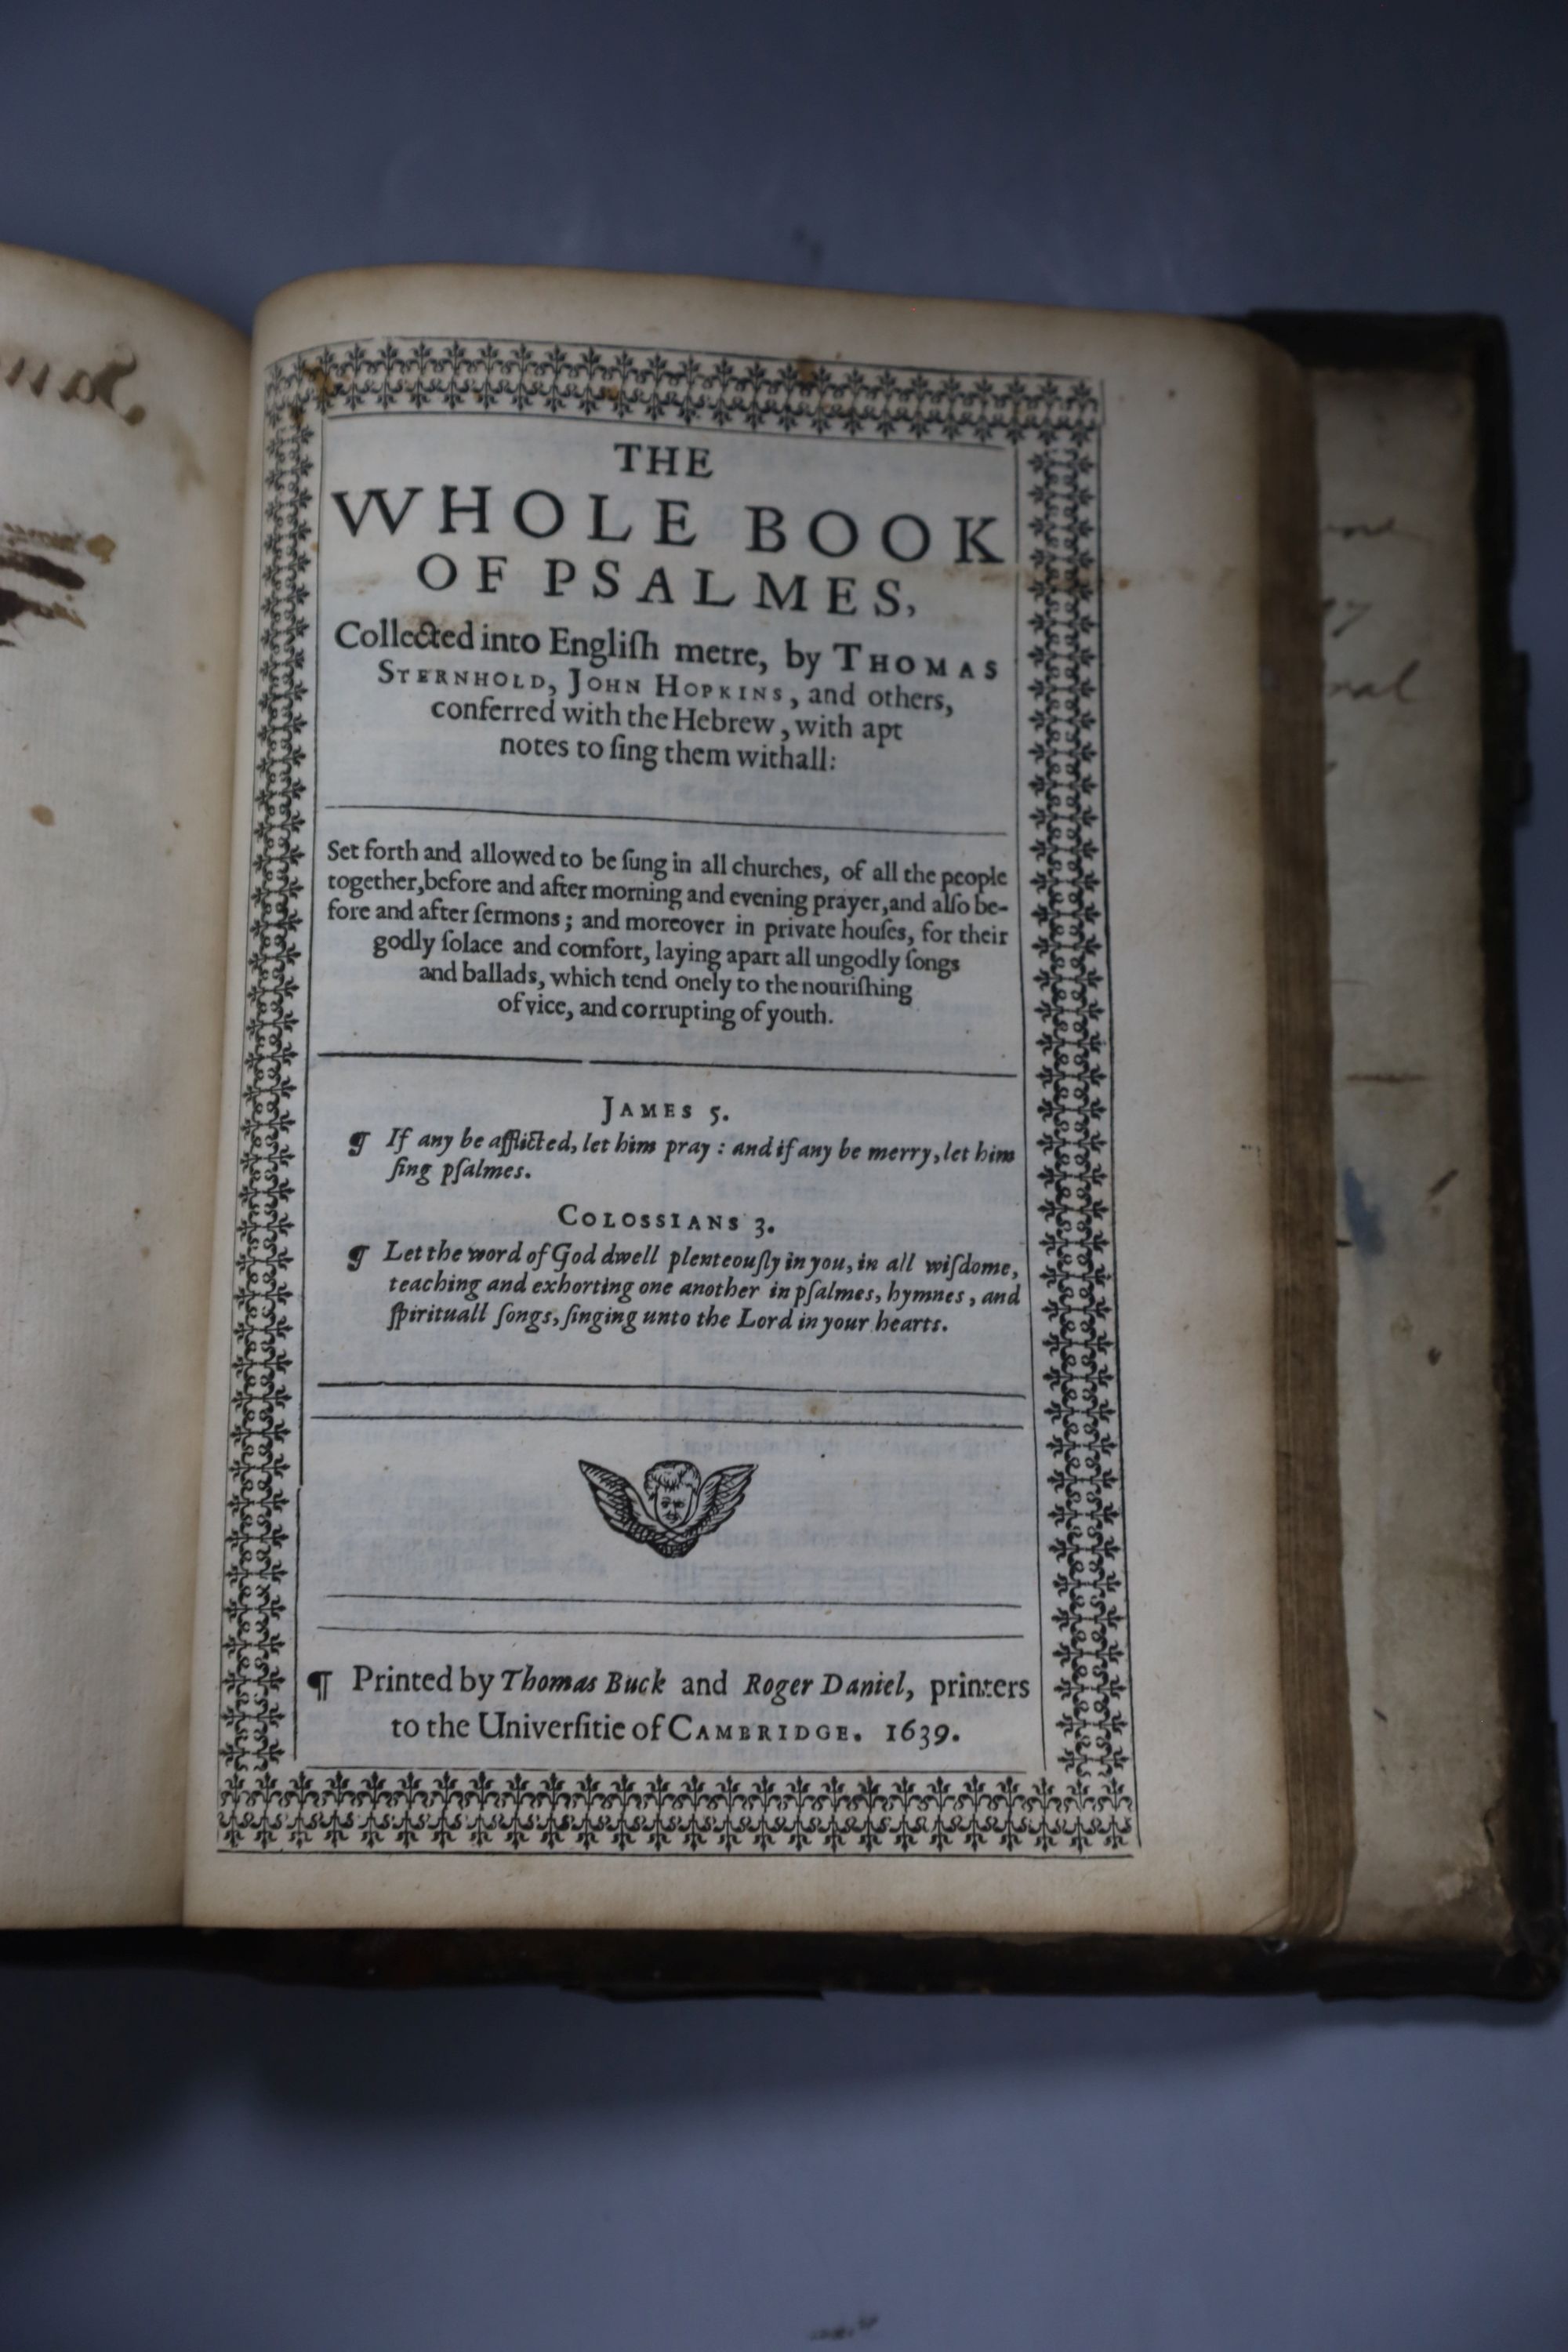 THE
WHOLE BOOK
OF PSALMES,
Collected into Engliſh metre, by THOMAS
STERNHOLD, JOHN HOPKINS, and others,
conferred with the Hebrew, with apt
notes to ſing them withall:
Set forth and allowed to be ſung in all churches, of all the people
together, before and after morning and evening prayer, and alſo be-
fore and after ſermons; and moreover in private houſes, for their
godly ſolace and comfort, laying apart all ungodly ſongs
and ballads, which tend onely to the nouriſhing
of vice, and corrupting of youth.
JAMES 5.
¶ If any be afflicted, let him pray: and if any be merry, let him
ſing pſalmes.
COLOSSIANS 3.
¶ Let the word of God dwell plenteouſly in you, in all wiſdome,
teaching and exhorting one another in pſalmes, hymnes, and
ſpirituall ſongs, ſinging unto the Lord in your hearts.
¶ Printed by Thomas Buck and Roger Daniel, printers
to the Univerſitie of CAMBRIDGE. 1639.